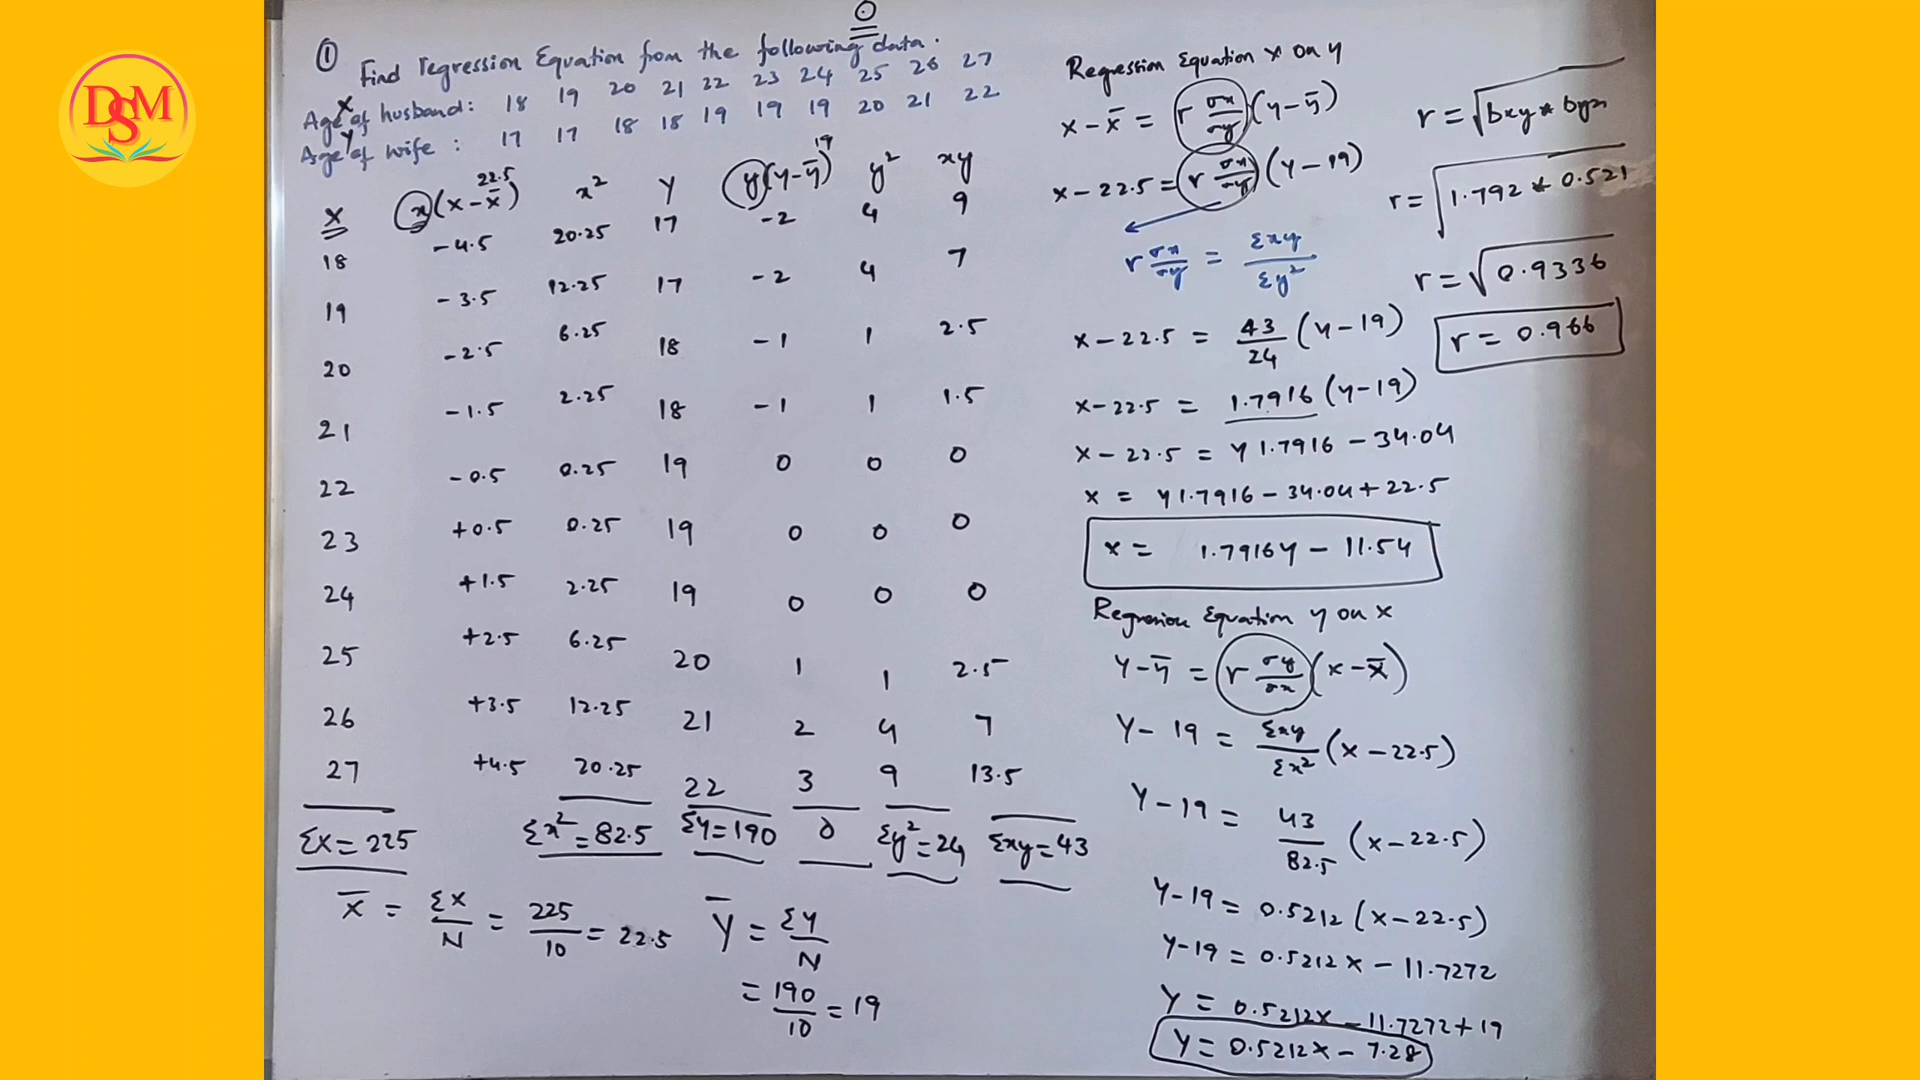 DSM
① Find regression Equation from the following data.
X
Age of husband: 18 19 20 21 22 23 24 25 26 27
Y
Age of wife : 17 17 18 18 19 19 19 20 21 22
X x(X-X̄) 22.5 x² Y y(Y-ȳ) 19 y² xy
18 -4.5 20.25 17 -2 4 9
19 -3.5 12.25 17 -2 4 7
20 -2.5 6.25 18 -1 1 2.5
21 -1.5 2.25 18 -1 1 1.5
22 -0.5 0.25 19 0 0 0
23 +0.5 0.25 19 0 0 0
24 +1.5 2.25 19 0 0 0
25 +2.5 6.25 20 1 1 2.5
26 +3.5 12.25 21 2 4 7
27 +4.5 20.25 22 3 9 13.5
ΣX = 225 Σx² = 82.5 ΣY = 190 0 Σy² = 24 Σxy = 43
X̄ = ΣX/N = 225/10 = 22.5
Ȳ = ΣY/N
= 190/10 = 19
Regression Equation X on Y
X - X̄ = r σx/σy (Y - ȳ)
X - 22.5 = r σx/σy (Y - 19)
r σx/σy = Σxy/Σy²
X - 22.5 = 43/24 (Y - 19)
X - 22.5 = 1.7916 (Y - 19)
X - 22.5 = Y 1.7916 - 34.04
X = Y 1.7916 - 34.04 + 22.5
X = 1.7916Y - 11.54
Regression Equation Y on X
Y - ȳ = r σy/σx (X - X̄)
Y - 19 = Σxy/Σx² (X - 22.5)
Y - 19 = 43/82.5 (X - 22.5)
Y - 19 = 0.5212 (X - 22.5)
Y - 19 = 0.5212X - 11.7272
Y = 0.5212X - 11.7272 + 19
Y = 0.5212X - 7.28
r = √bxy * byx
r = √1.792 * 0.521
r = √0.9336
r = 0.966